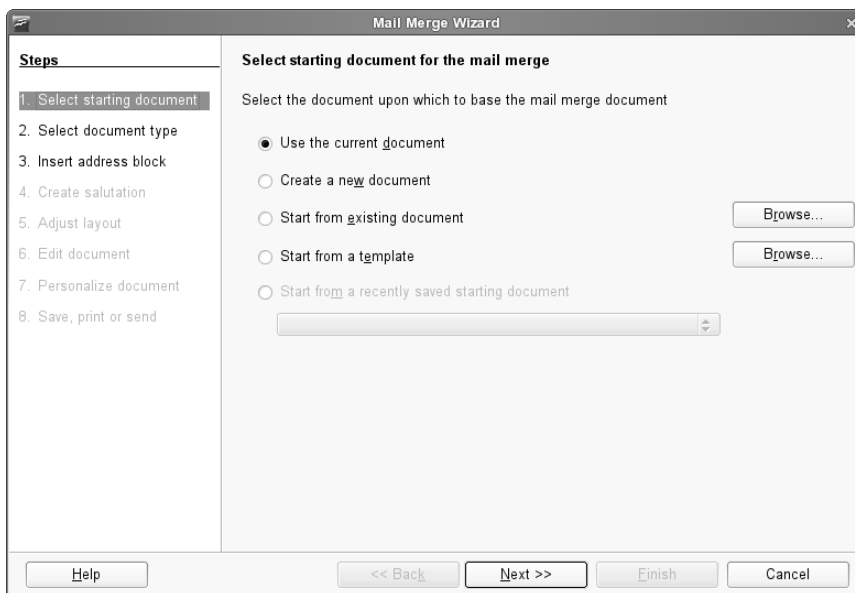 Mail Merge Wizard
Steps
1. Select starting document
2. Select document type
3. Insert address block
4. Create salutation
5. Adjust layout
6. Edit document
7. Personalize document
8. Save, print or send
Select starting document for the mail merge
Select the document upon which to base the mail merge document
Use the current document
Create a new document
Start from existing document
Browse...
Start from a template
Browse...
Start from a recently saved starting document
Help
<< Back
Next >>
Finish
Cancel